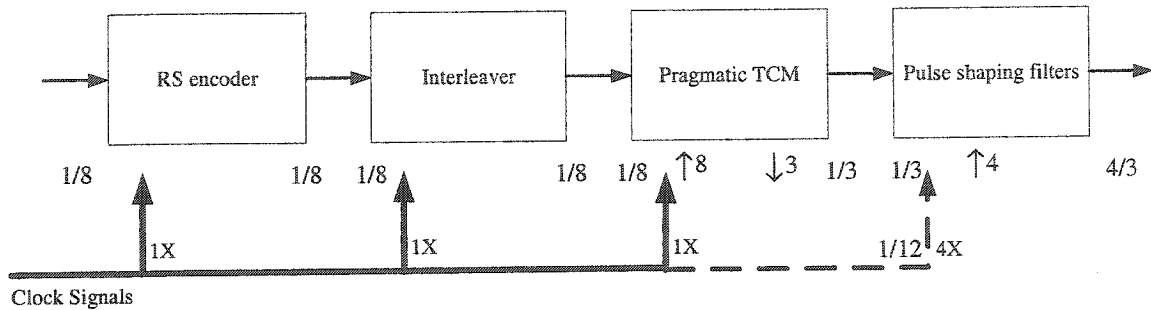 RS encoder
Interleaver
Pragmatic TCM
Pulse shaping filters
1/8
1/8
1/8
1/8
1/8
↑8
↓3
1/3
1/3
↑4
4/3
1X
1X
1X
1/12
4X
Clock Signals